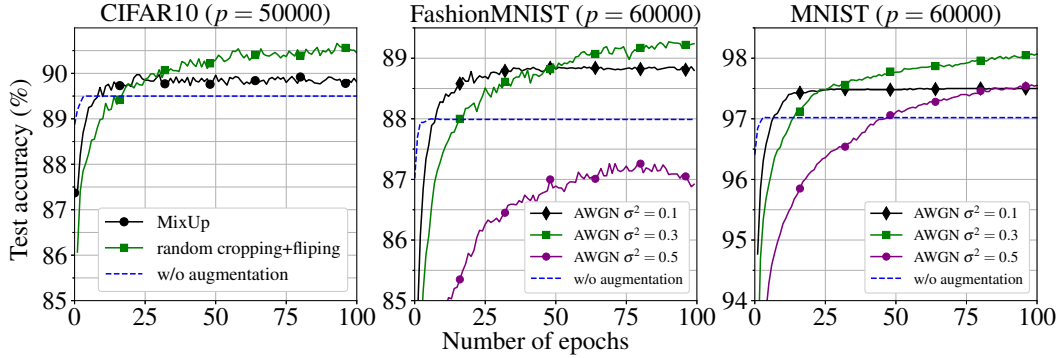 CIFAR10 (p = 50000)
Test accuracy (%)
91
90
89
88
87
86
85
0
25
50
75
100
MixUp
random cropping+fliping
w/o augmentation
FashionMNIST (p = 60000)
89
88
87
86
85
0
25
50
75
100
AWGN σ² = 0.1
AWGN σ² = 0.3
AWGN σ² = 0.5
w/o augmentation
Number of epochs
MNIST (p = 60000)
98
97
96
95
94
0
25
50
75
100
AWGN σ² = 0.1
AWGN σ² = 0.3
AWGN σ² = 0.5
w/o augmentation